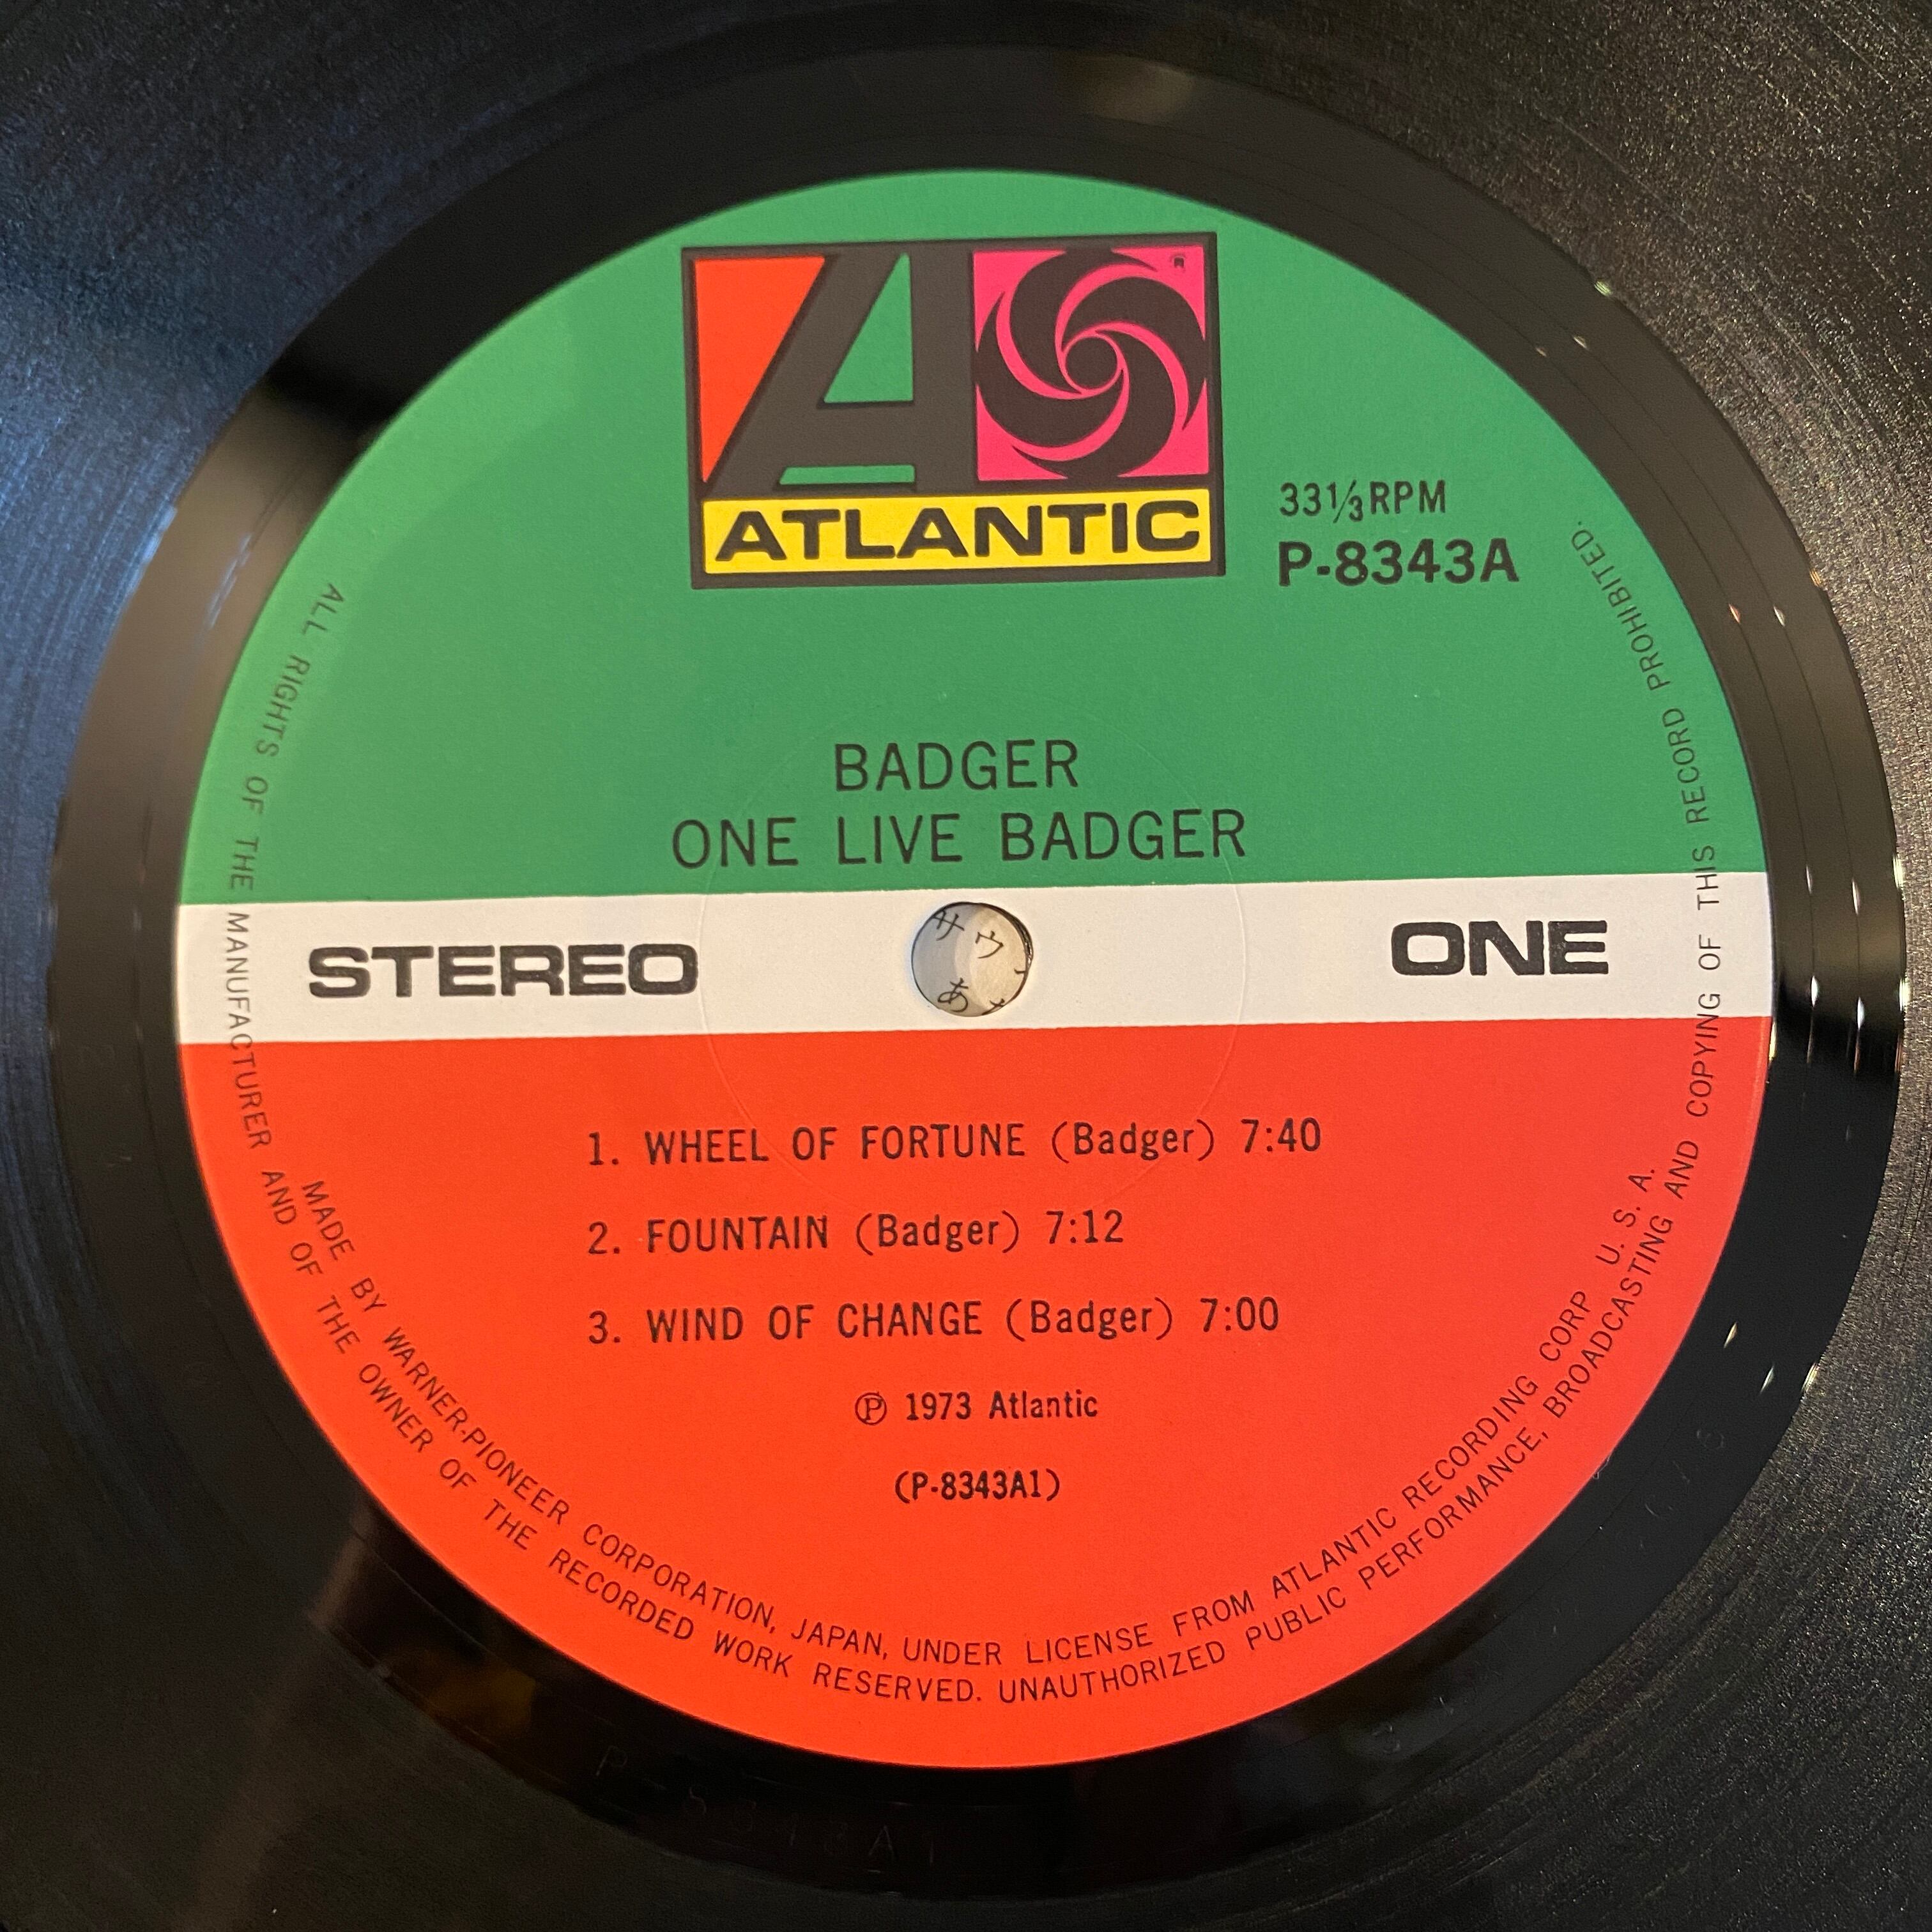 ATLANTIC
33⅓RPM
P-8343A
BADGER
ONE LIVE BADGER
STEREO
ONE
サウ
あ
1. WHEEL OF FORTUNE (Badger) 7:40
2. FOUNTAIN (Badger) 7:12
3. WIND OF CHANGE (Badger) 7:00
Ⓟ 1973 Atlantic
(P-8343A1)
MADE BY WARNER-PIONEER CORPORATION, JAPAN, UNDER LICENSE FROM ATLANTIC RECORDING CORP U. S. A.
ALL RIGHTS OF THE MANUFACTURER AND OF THE OWNER OF THE RECORDED WORK RESERVED. UNAUTHORIZED PUBLIC PERFORMANCE, BROADCASTING AND COPYING OF THIS RECORD PROHIBITED.